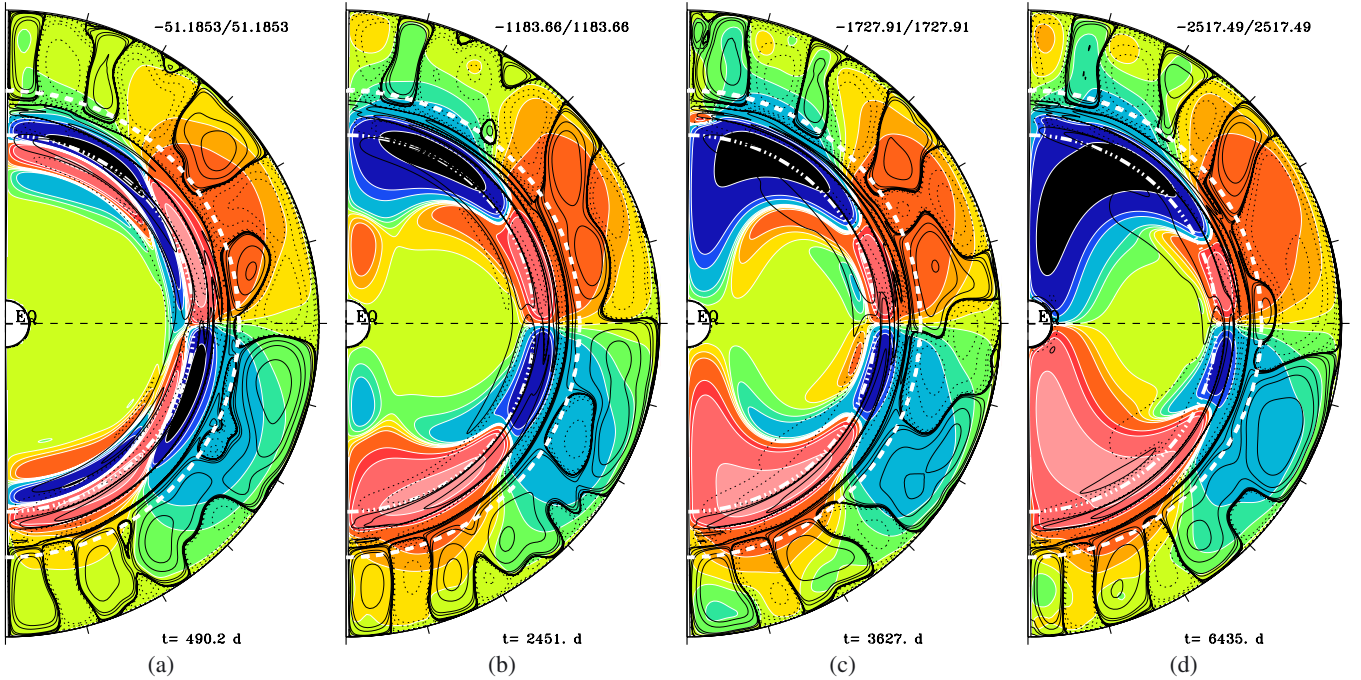 -51.1853/51.1853
-1183.66/1183.66
-1727.91/1727.91
-2517.49/2517.49
EQ
EQ
EQ
EQ
t= 490.2 d
t= 2451. d
t= 3627. d
t= 6435. d
(a)
(b)
(c)
(d)